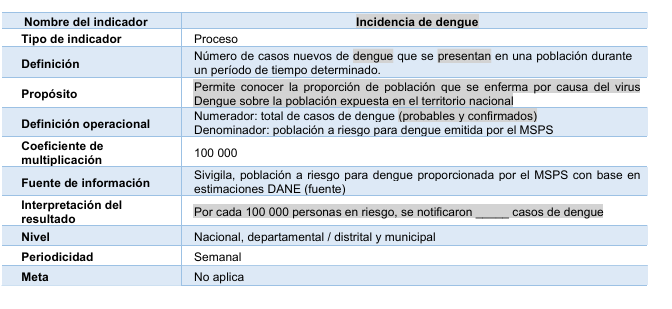 Nombre del indicador Incidencia de dengue
Tipo de indicador Proceso
Definición Número de casos nuevos de dengue que se presentan en una población durante
un período de tiempo determinado.
Propósito Permite conocer la proporción de población que se enferma por causa del virus
Dengue sobre la población expuesta en el territorio nacional
Definición operacional Numerador: total de casos de dengue (probables y confirmados)
Denominador: población a riesgo para dengue emitida por el MSPS
Coeficiente de
multiplicación
100 000
Fuente de información Sivigila, población a riesgo para dengue proporcionada por el MSPS con base en
estimaciones DANE (fuente)
Interpretación del
resultado
Por cada 100 000 personas en riesgo, se notificaron _____ casos de dengue
Nivel Nacional, departamental / distrital y municipal
Periodicidad Semanal
Meta No aplica